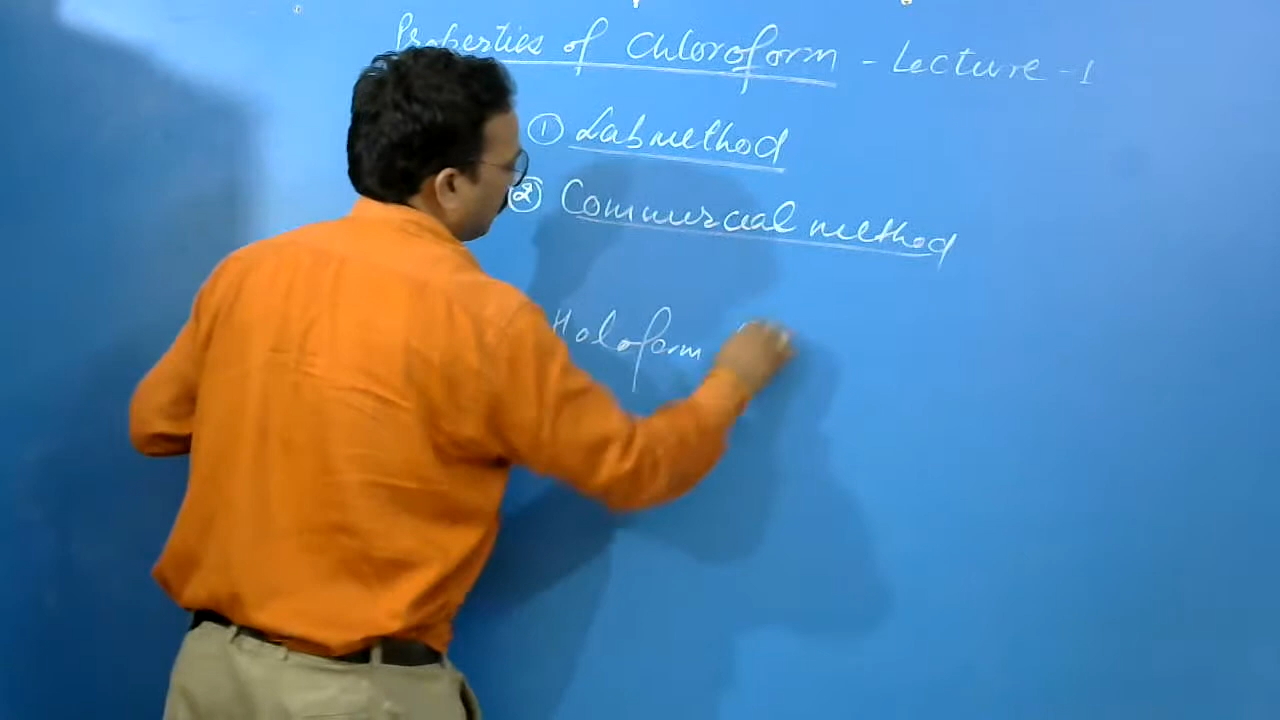 Properties of Chloroform - Lecture-1
① Labmethod
② Commercial method
Haloform